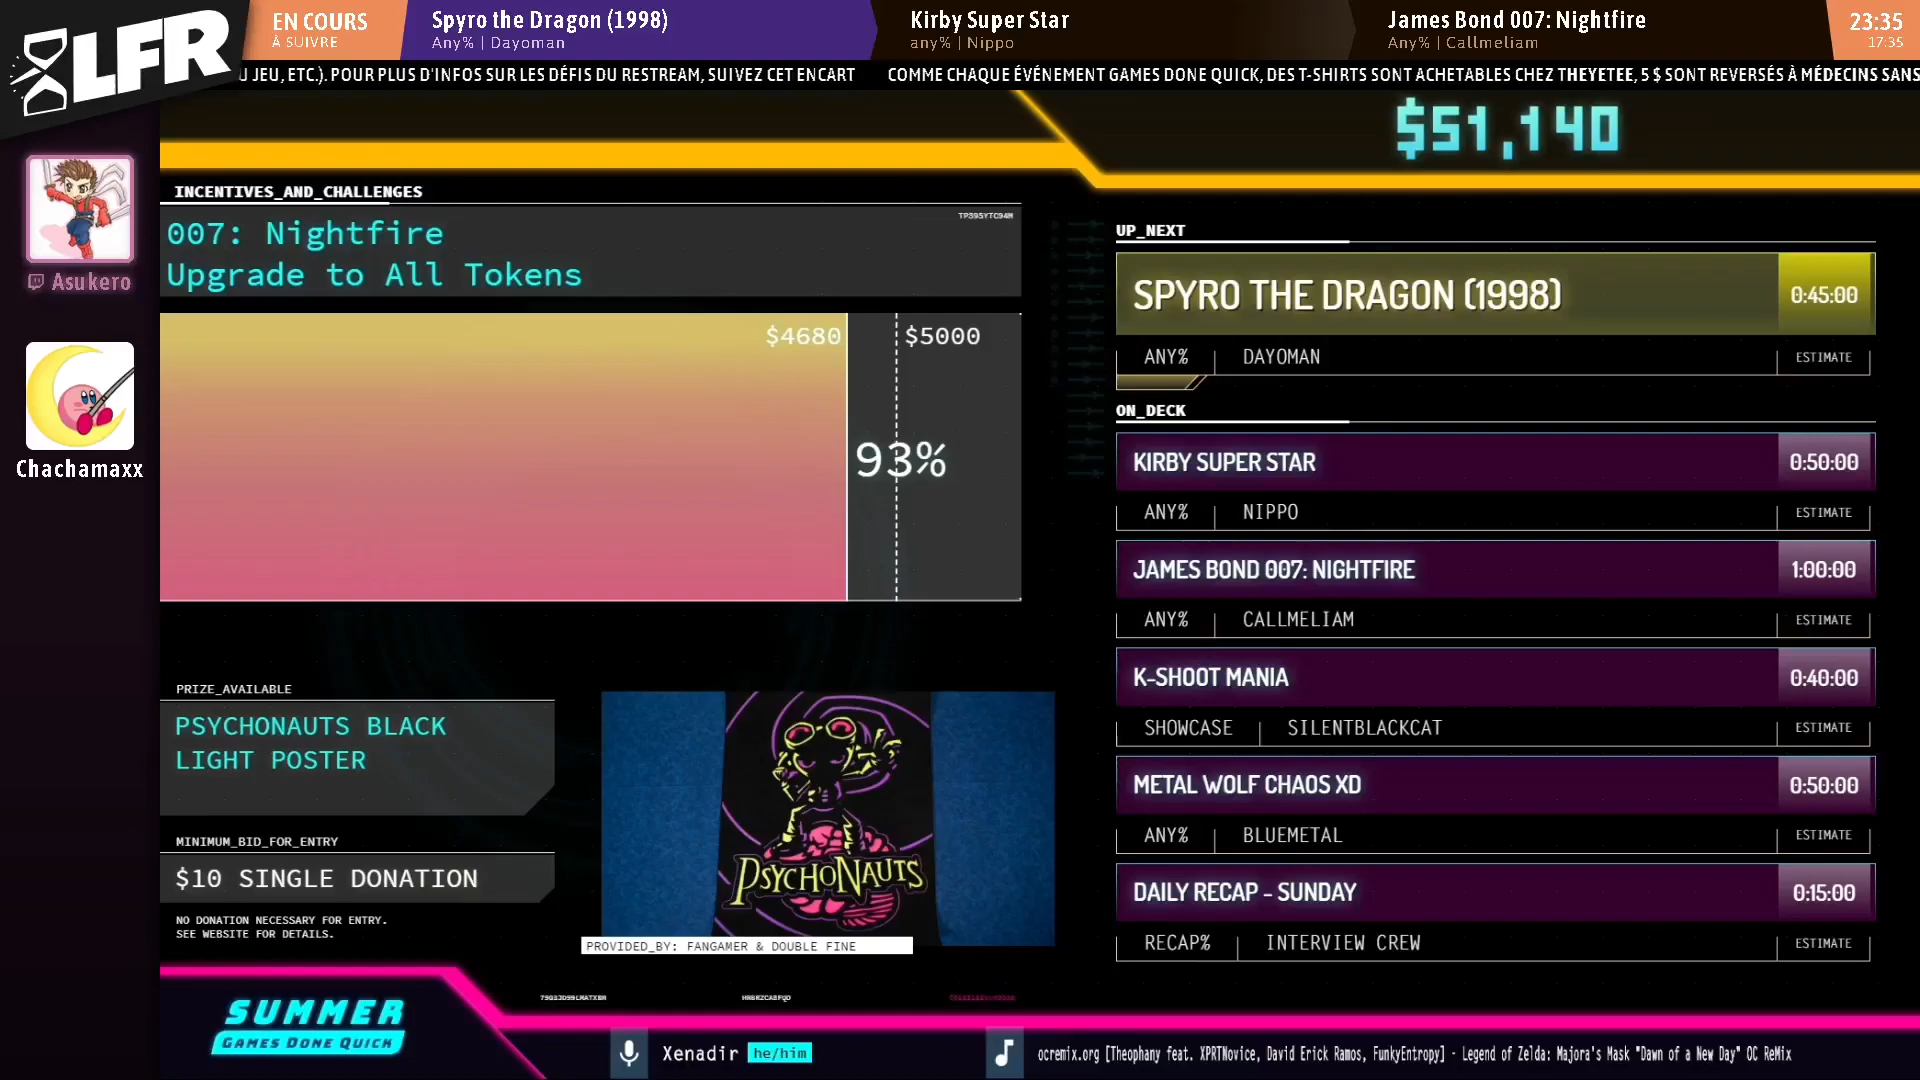 LFR
EN COURS
À SUIVRE
Spyro the Dragon (1998)
Any% | Dayoman
Kirby Super Star
any% | Nippo
James Bond 007: Nightfire
Any% | Callmeliam
23:35
17:35
U JEU, ETC.). POUR PLUS D'INFOS SUR LES DÉFIS DU RESTREAM, SUIVEZ CET ENCART
COMME CHAQUE ÉVÉNEMENT GAMES DONE QUICK, DES T-SHIRTS SONT ACHETABLES CHEZ THEYETEE, 5 $ SONT REVERSÉS À MÉDECINS SANS
$51,140
Asukero
Chachamaxx
INCENTIVES_AND_CHALLENGES
007: Nightfire
Upgrade to All Tokens
TPS95YTC94M
$4680
$5000
93%
PRIZE_AVAILABLE
PSYCHONAUTS BLACK
LIGHT POSTER
MINIMUM_BID_FOR_ENTRY
$10 SINGLE DONATION
NO DONATION NECESSARY FOR ENTRY.
SEE WEBSITE FOR DETAILS.
PSYCHONAUTS
PROVIDED_BY: FANGAMER & DOUBLE FINE
UP_NEXT
SPYRO THE DRAGON (1998)
0:45:00
ANY%
DAYOMAN
ESTIMATE
ON_DECK
KIRBY SUPER STAR
0:50:00
ANY%
NIPPO
ESTIMATE
JAMES BOND 007: NIGHTFIRE
1:00:00
ANY%
CALLMELIAM
ESTIMATE
K-SHOOT MANIA
0:40:00
SHOWCASE
SILENTBLACKCAT
ESTIMATE
METAL WOLF CHAOS XD
0:50:00
ANY%
BLUEMETAL
ESTIMATE
DAILY RECAP - SUNDAY
0:15:00
RECAP%
INTERVIEW CREW
ESTIMATE
SUMMER
GAMES DONE QUICK
Xenadir he/him
ocremix.org [Theophany feat. XPRTNovice, David Erick Ramos, FunkyEntropy] - Legend of Zelda: Majora's Mask "Dawn of a New Day" OC ReMix